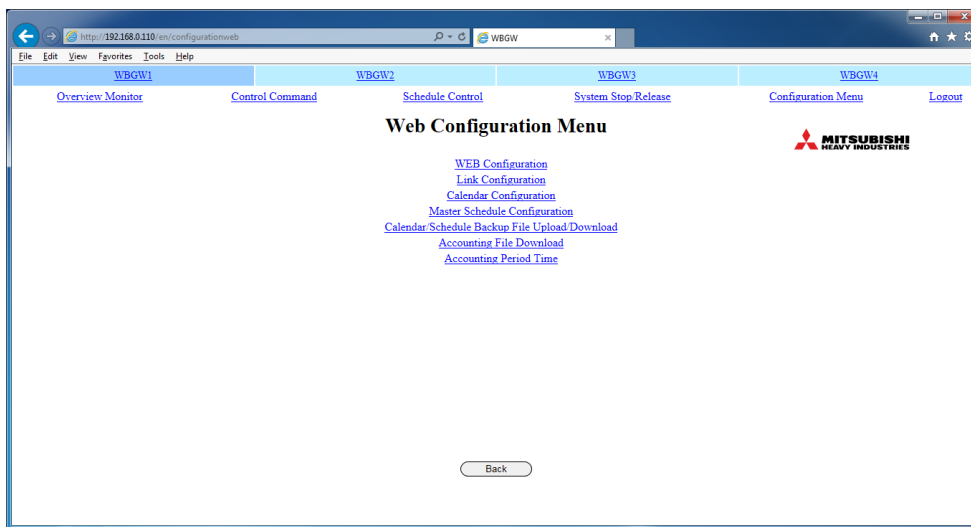 http://192.168.0.110/en/configurationweb
WBGW
File Edit View Favorites Tools Help
WBGW1 WBGW2 WBGW3 WBGW4
Overview Monitor Control Command Schedule Control System Stop/Release Configuration Menu Logout
Web Configuration Menu
MITSUBISHI
HEAVY INDUSTRIES
WEB Configuration
Link Configuration
Calendar Configuration
Master Schedule Configuration
Calendar/Schedule Backup File Upload/Download
Accounting File Download
Accounting Period Time
Back